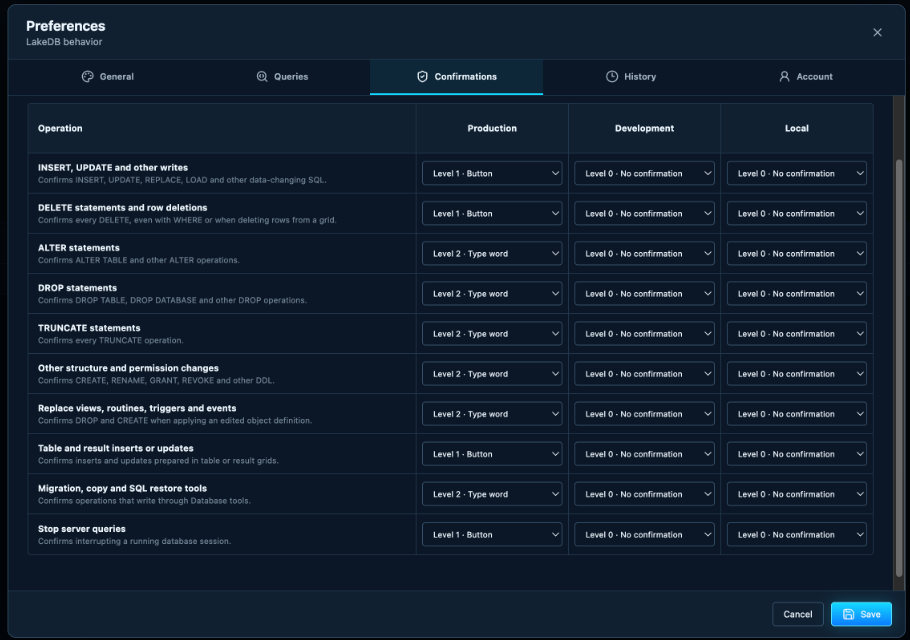 Preferences
LakeDB behavior
General
Queries
Confirmations
History
Account
Operation
Production
Development
Local
INSERT, UPDATE and other writes
Confirms INSERT, UPDATE, REPLACE, LOAD and other data-changing SQL.
Level 1 · Button
Level 0 · No confirmation
Level 0 · No confirmation
DELETE statements and row deletions
Confirms every DELETE, even with WHERE or when deleting rows from a grid.
Level 1 · Button
Level 0 · No confirmation
Level 0 · No confirmation
ALTER statements
Confirms ALTER TABLE and other ALTER operations.
Level 2 · Type word
Level 0 · No confirmation
Level 0 · No confirmation
DROP statements
Confirms DROP TABLE, DROP DATABASE and other DROP operations.
Level 2 · Type word
Level 0 · No confirmation
Level 0 · No confirmation
TRUNCATE statements
Confirms every TRUNCATE operation.
Level 2 · Type word
Level 0 · No confirmation
Level 0 · No confirmation
Other structure and permission changes
Confirms CREATE, RENAME, GRANT, REVOKE and other DDL.
Level 2 · Type word
Level 0 · No confirmation
Level 0 · No confirmation
Replace views, routines, triggers and events
Confirms DROP and CREATE when applying an edited object definition.
Level 2 · Type word
Level 0 · No confirmation
Level 0 · No confirmation
Table and result inserts or updates
Confirms inserts and updates prepared in table or result grids.
Level 1 · Button
Level 0 · No confirmation
Level 0 · No confirmation
Migration, copy and SQL restore tools
Confirms operations that write through Database tools.
Level 2 · Type word
Level 0 · No confirmation
Level 0 · No confirmation
Stop server queries
Confirms interrupting a running database session.
Level 1 · Button
Level 0 · No confirmation
Level 0 · No confirmation
Cancel
Save